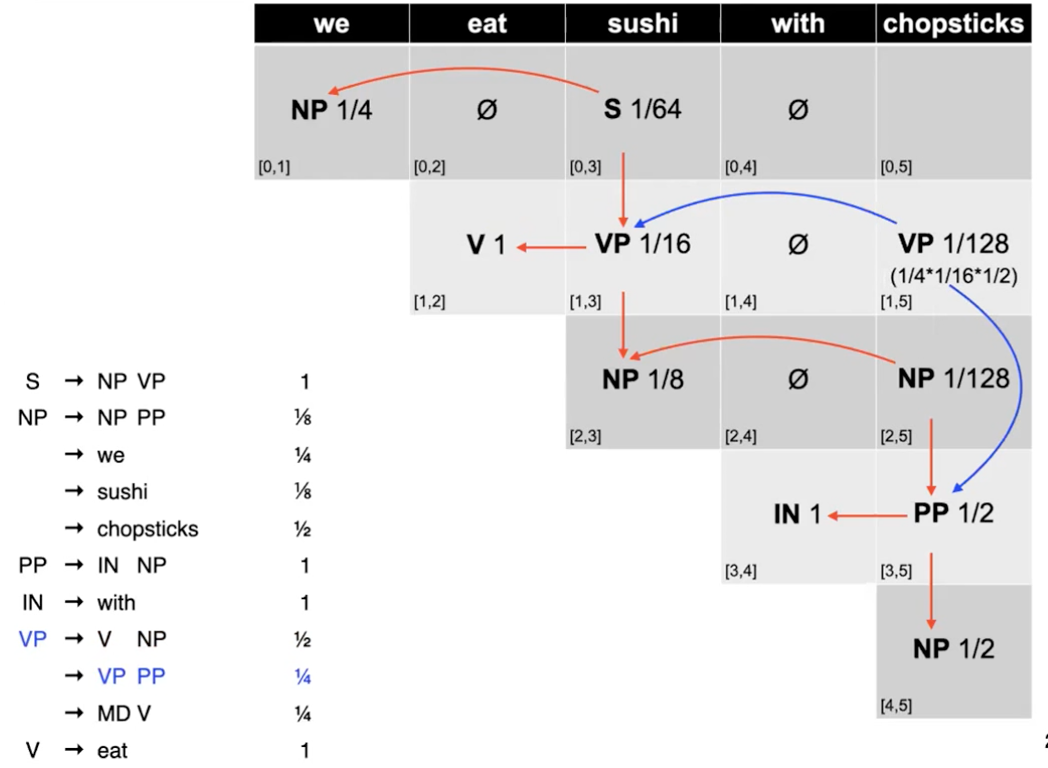 we eat sushi with chopsticks
NP 1/4 Ø S 1/64 Ø
[0,1] [0,2] [0,3] [0,4] [0,5]
V 1 VP 1/16 Ø VP 1/128
(1/4*1/16*1/2)
[1,2] [1,3] [1,4] [1,5]
NP 1/8 Ø NP 1/128
[2,3] [2,4] [2,5]
IN 1 PP 1/2
[3,4] [3,5]
NP 1/2
[4,5]
S → NP VP 1
NP → NP PP ⅛
→ we ¼
→ sushi ⅛
→ chopsticks ½
PP → IN NP 1
IN → with 1
VP → V NP ½
→ VP PP ¼
→ MD V ¼
V → eat 1